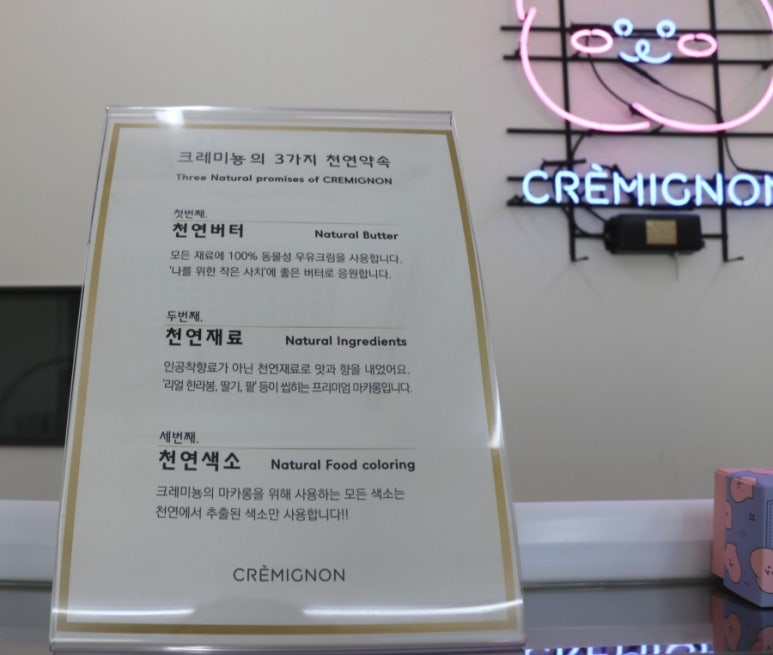 크레미뇽의 3가지 천연약속
Three Natural promises of CREMIGNON
첫번째.
천연버터 Natural Butter
모든 재료에 100% 동물성 우유크림을 사용합니다.
'나를 위한 작은 사치'에 좋은 버터로 응원합니다.
두번째.
천연재료 Natural Ingredients
인공착향료가 아닌 천연재료로 맛과 향을 내었어요.
'리얼 한라봉, 딸기, 팥' 등이 씹히는 프리미엄 마카롱입니다.
세번째.
천연색소 Natural Food coloring
크레미뇽의 마카롱을 위해 사용하는 모든 색소는
천연에서 추출된 색소만 사용합니다!!
CRÈMIGNON
CRÈMIGNON